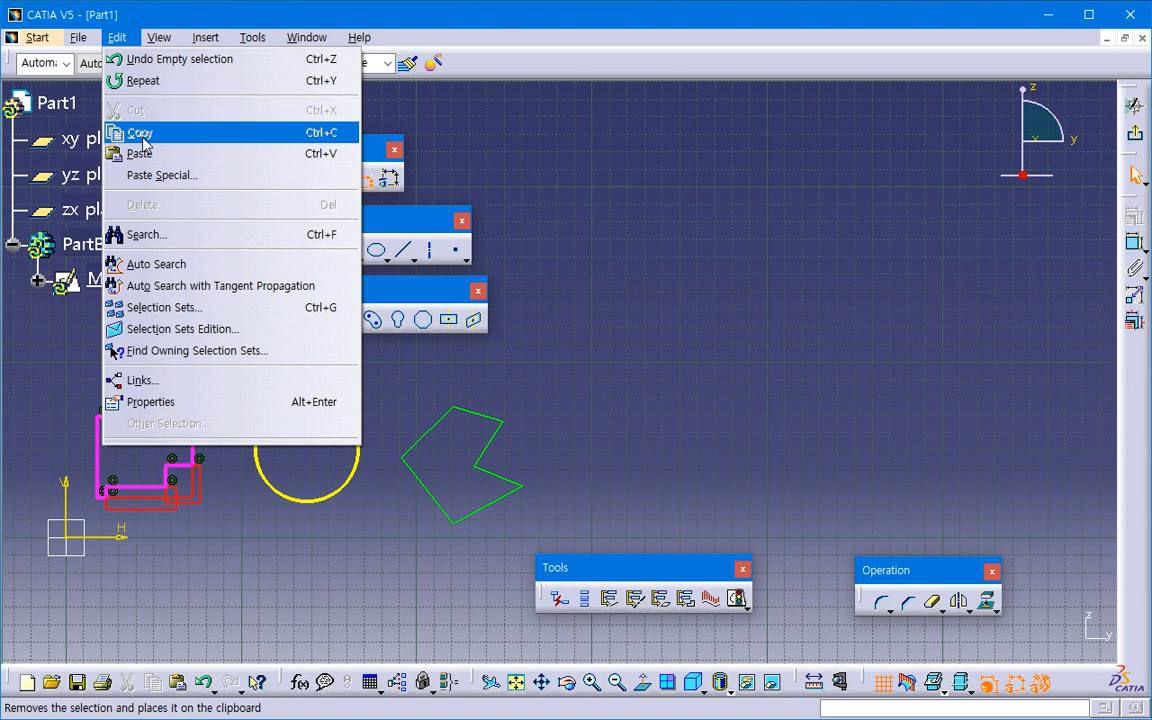 CATIA V5 - [Part1]
Start File Edit View Insert Tools Window Help
Undo Empty selection Ctrl+Z
Repeat Ctrl+Y
Cut Ctrl+X
Copy Ctrl+C
Paste Ctrl+V
Paste Special...
Delete Del
Search... Ctrl+F
Auto Search
Auto Search with Tangent Propagation
Selection Sets... Ctrl+G
Selection Sets Edition...
Find Owning Selection Sets...
Links...
Properties Alt+Enter
Other Selection...
Part1
xy pl
yz pl
zx pl
PartB
M
z
x
y
V
H
Tools
Operation
z
y
f(x)
CATIA
Removes the selection and places it on the clipboard